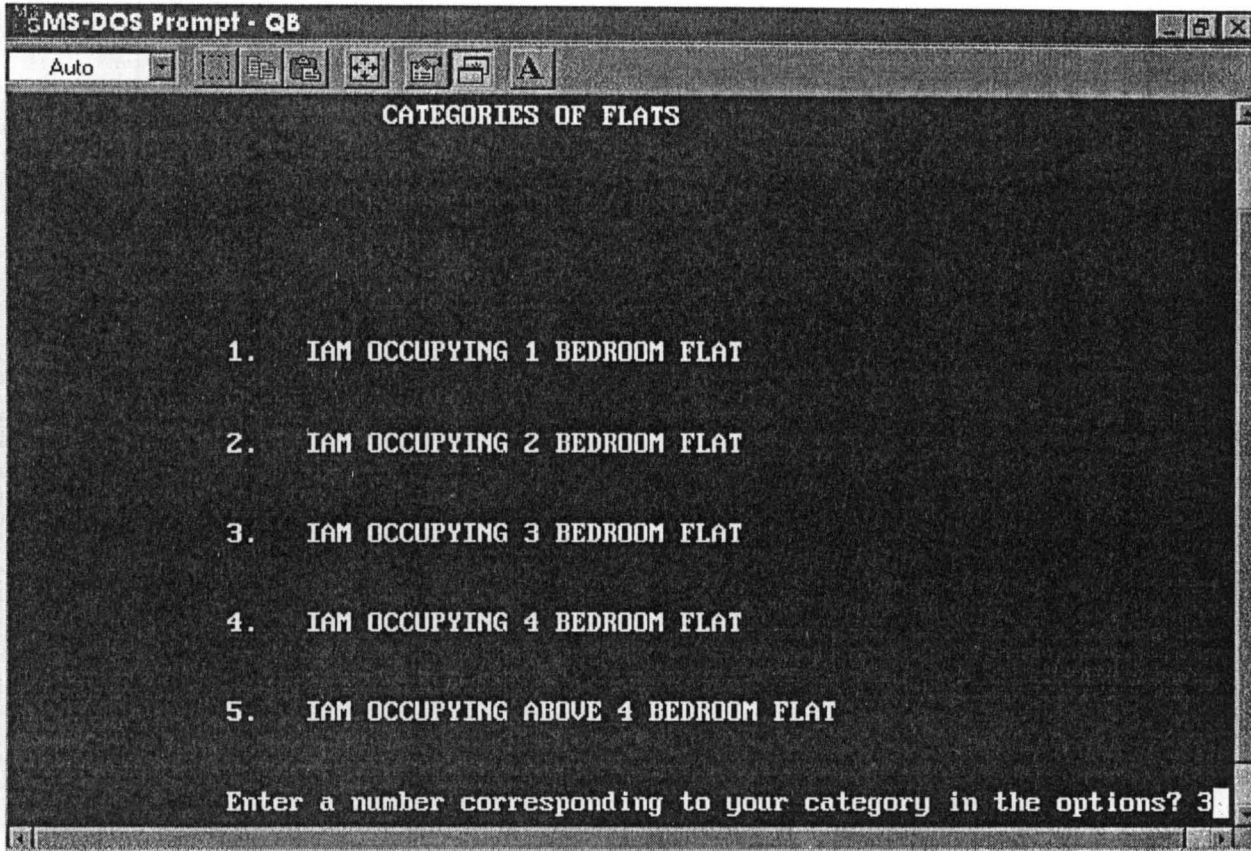 MS-DOS Prompt - QB
Auto
A
CATEGORIES OF FLATS
1. IAM OCCUPYING 1 BEDROOM FLAT
2. IAM OCCUPYING 2 BEDROOM FLAT
3. IAM OCCUPYING 3 BEDROOM FLAT
4. IAM OCCUPYING 4 BEDROOM FLAT
5. IAM OCCUPYING ABOVE 4 BEDROOM FLAT
Enter a number corresponding to your category in the options? 3